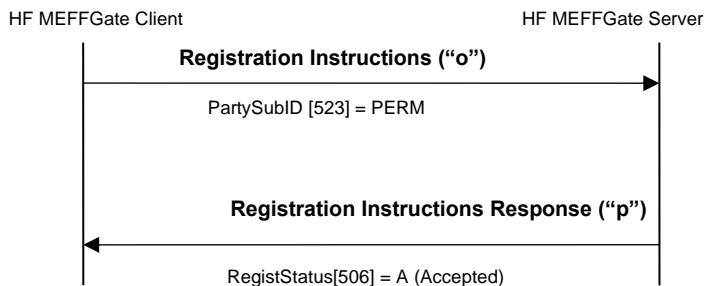 HF MEFFGate Client
HF MEFFGate Server
Registration Instructions (“o”)
PartySubID [523] = PERM
Registration Instructions Response (“p”)
RegistStatus[506] = A (Accepted)